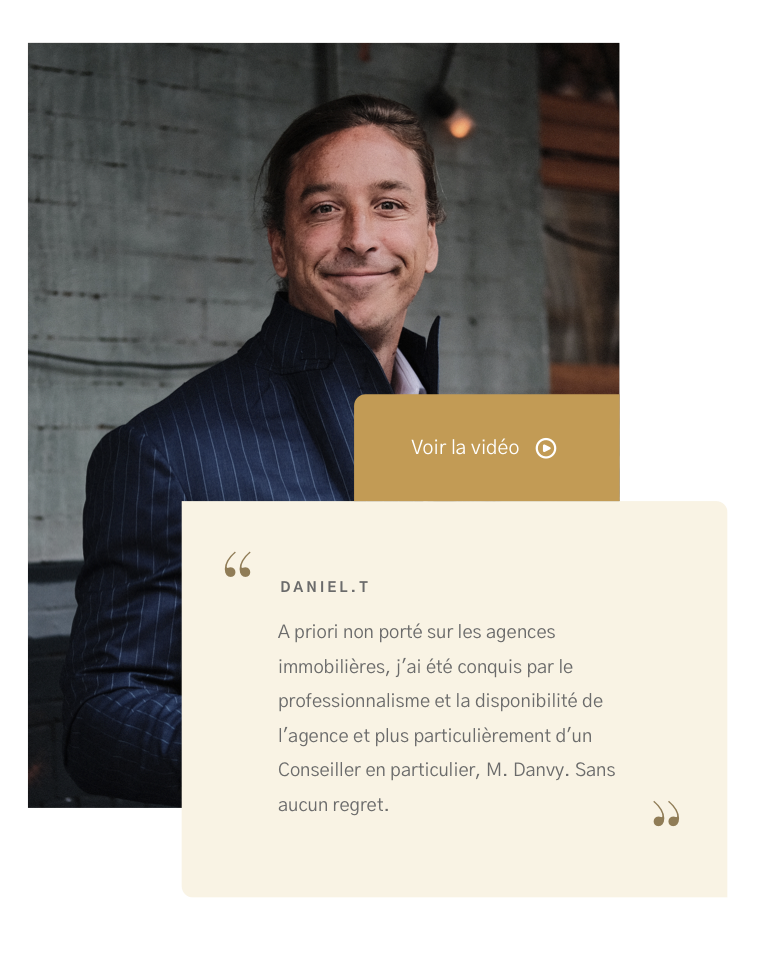 Voir la vidéo
“
DANIEL.T
A priori non porté sur les agences
immobilières, j’ai été conquis par le
professionnalisme et la disponibilité de
l’agence et plus particulièrement d’un
Conseiller en particulier, M. Danvy. Sans
aucun regret.
”